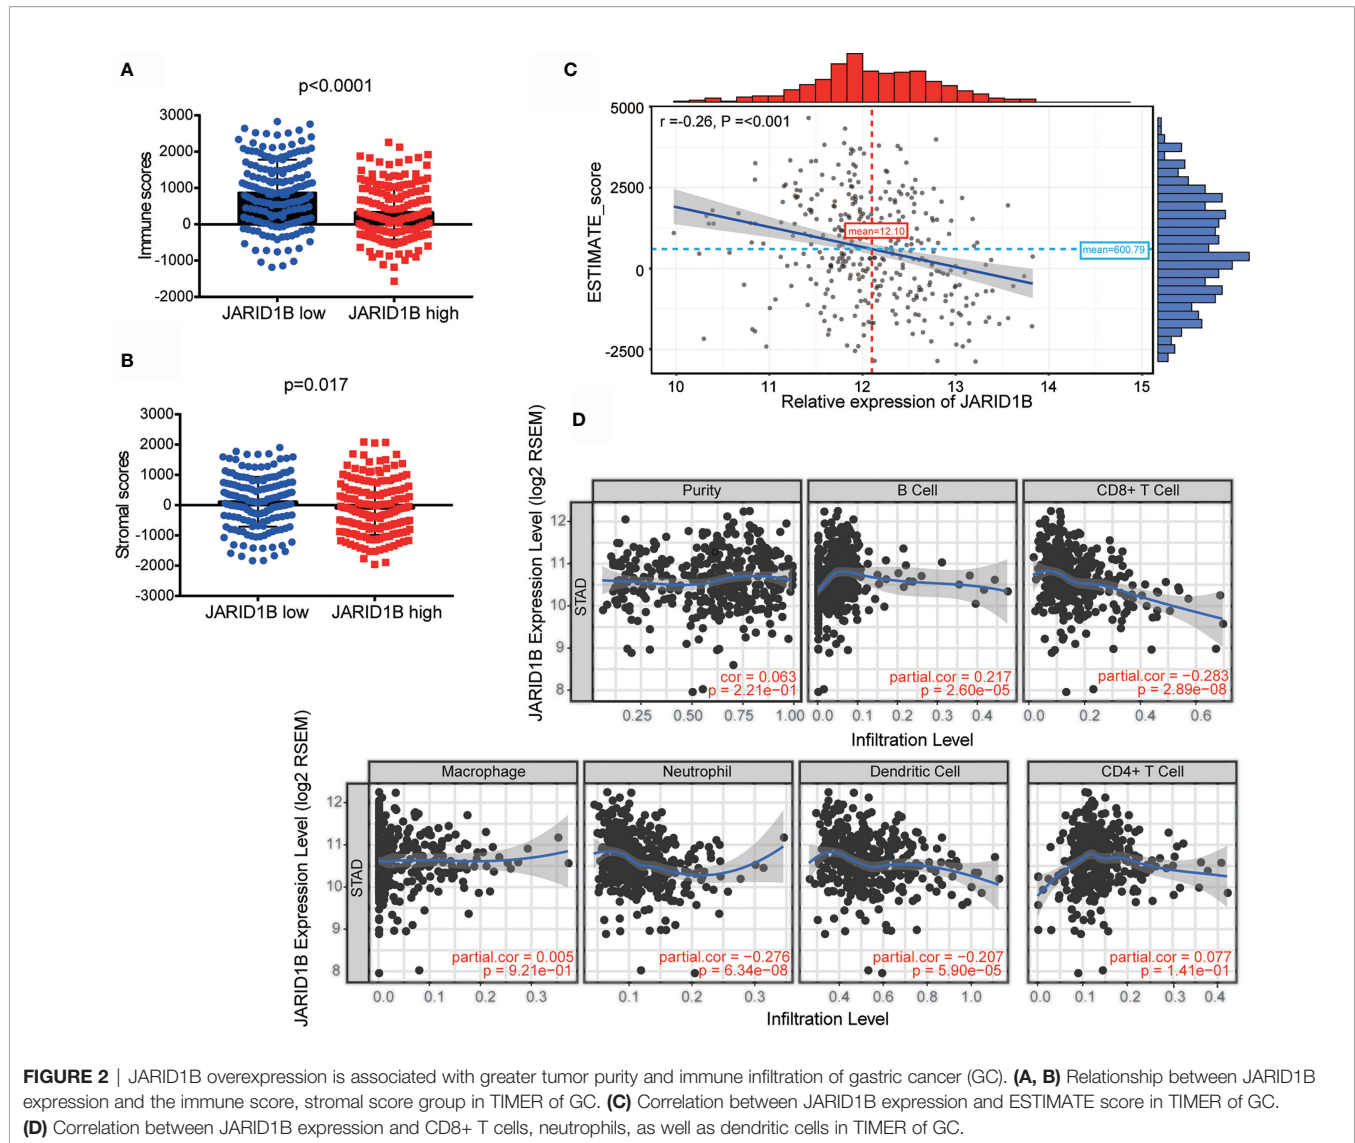 A
p<0.0001
Immune scores
3000
2000
1000
0
-1000
-2000
JARID1B low
JARID1B high
B
p=0.017
Stromal scores
3000
2000
1000
0
-1000
-2000
-3000
JARID1B low
JARID1B high
C
r =-0.26, P =<0.001
ESTIMATE_score
5000
2500
0
-2500
mean=12.10
mean=600.79
10 11 12 13 14 15
Relative expression of JARID1B
D
JARID1B Expression Level (log2 RSEM)
STAD
12
11
10
9
8
Purity
cor = 0.063
p = 2.21e−01
0.25 0.50 0.75 1.00
B Cell
partial.cor = 0.217
p = 2.60e−05
0.0 0.1 0.2 0.3 0.4
CD8+ T Cell
partial.cor = −0.283
p = 2.89e−08
0.0 0.2 0.4 0.6
Infiltration Level
JARID1B Expression Level (log2 RSEM)
STAD
12
11
10
9
8
Macrophage
partial.cor = 0.005
p = 9.21e−01
0.0 0.1 0.2 0.3
Neutrophil
partial.cor = −0.276
p = 6.34e−08
0.1 0.2 0.3
Dendritic Cell
partial.cor = −0.207
p = 5.90e−05
0.4 0.6 0.8 1.0
CD4+ T Cell
partial.cor = 0.077
p = 1.41e−01
0.0 0.1 0.2 0.3 0.4
Infiltration Level
FIGURE 2 | JARID1B overexpression is associated with greater tumor purity and immune infiltration of gastric cancer (GC). (A, B) Relationship between JARID1B
expression and the immune score, stromal score group in TIMER of GC. (C) Correlation between JARID1B expression and ESTIMATE score in TIMER of GC.
(D) Correlation between JARID1B expression and CD8+ T cells, neutrophils, as well as dendritic cells in TIMER of GC.